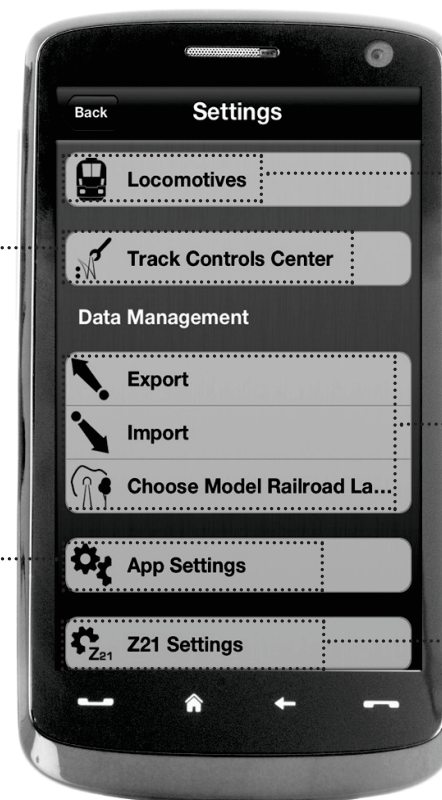 Back
Settings
Locomotives
Track Controls Center
Data Management
Export
Import
Choose Model Railroad La...
App Settings
Z21
Z21 Settings